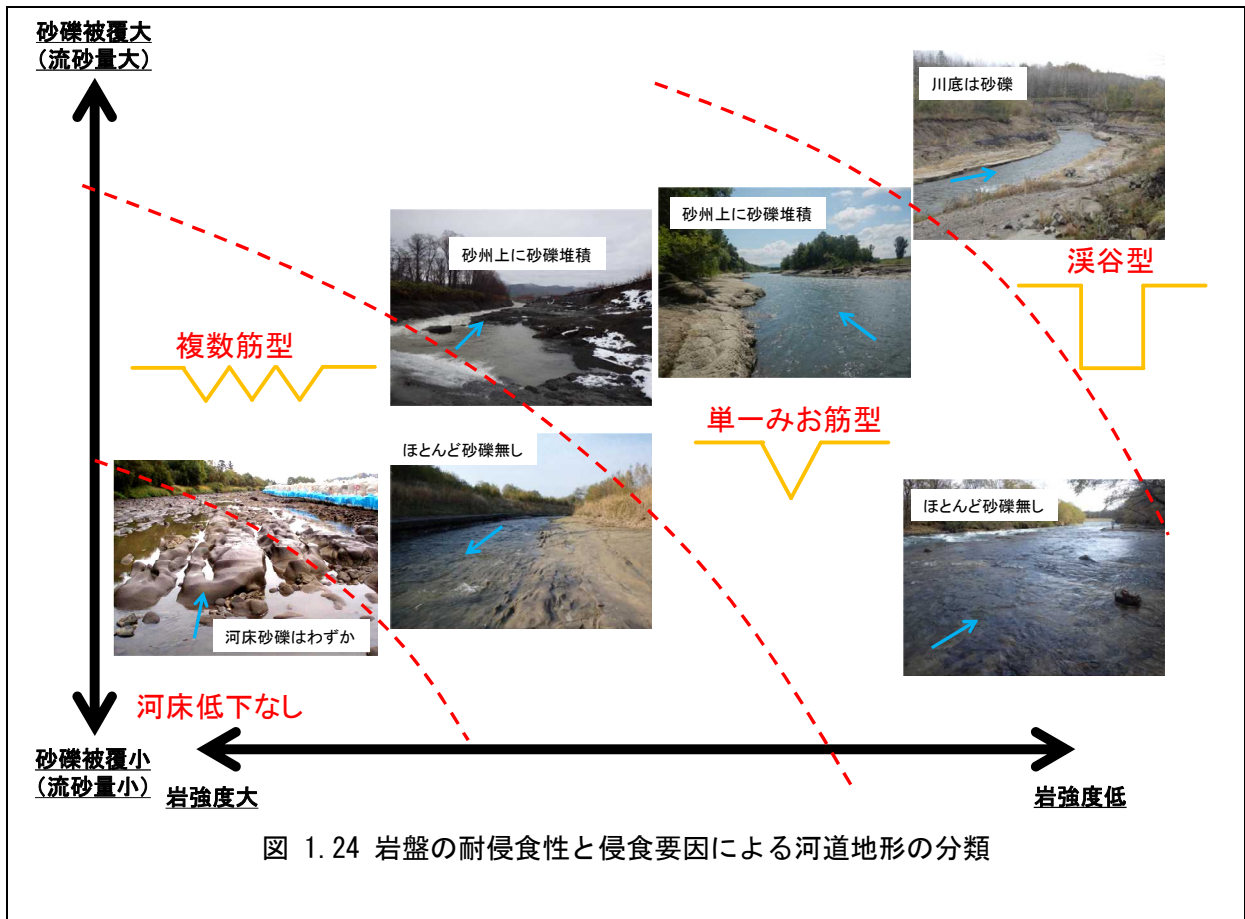 砂礫被覆大
(流砂量大)
川底は砂礫
砂州上に砂礫堆積
砂州上に砂礫堆積
渓谷型
複数筋型
単一みお筋型
ほとんど砂礫無し
ほとんど砂礫無し
河床砂礫はわずか
河床低下なし
砂礫被覆小
(流砂量小)
岩強度大
岩強度低
図 1.24 岩盤の耐侵食性と侵食要因による河道地形の分類